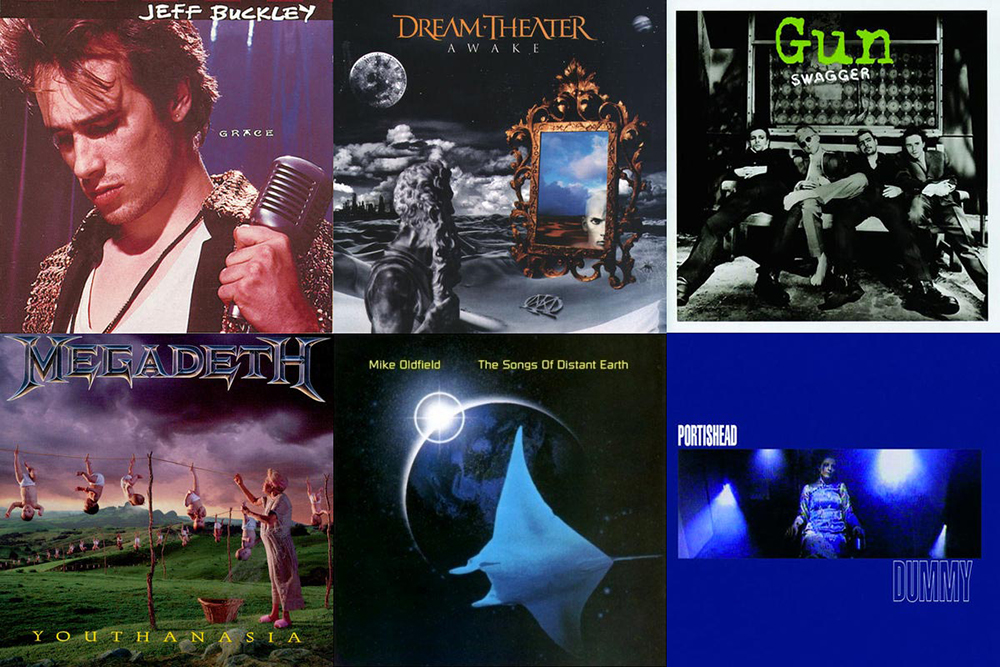 JEFF BUCKLEY
GRACE
DREAM THEATER
AWAKE
Gun
SWAGGER
MEGADETH
YOUTHANASIA
Mike Oldfield The Songs Of Distant Earth
PORTISHEAD
DUMMY